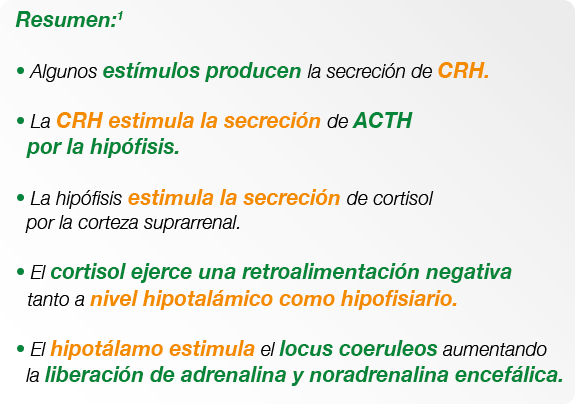 Resumen:¹
• Algunos estímulos producen la secreción de CRH.
• La CRH estimula la secreción de ACTH
por la hipófisis.
• La hipófisis estimula la secreción de cortisol
por la corteza suprarrenal.
• El cortisol ejerce una retroalimentación negativa
tanto a nivel hipotalámico como hipofisiario.
• El hipotálamo estimula el locus coeruleos aumentando
la liberación de adrenalina y noradrenalina encefálica.